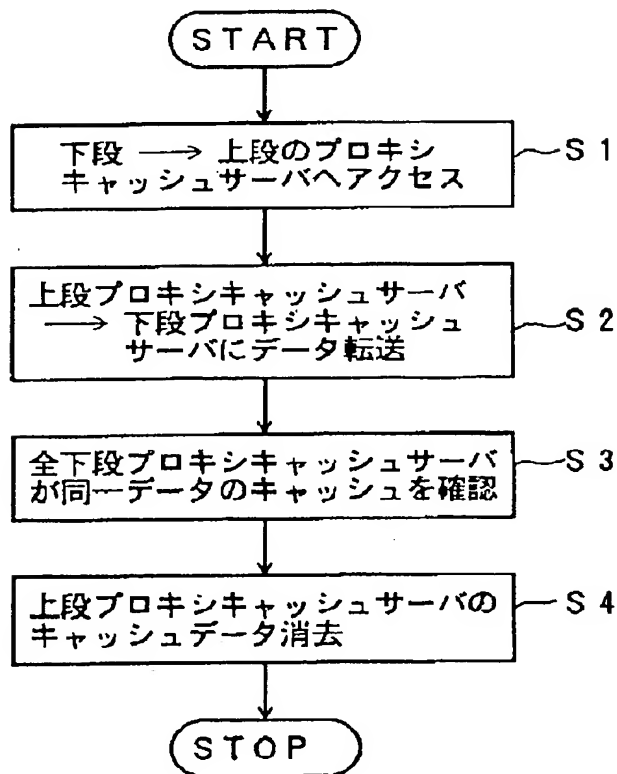 START
下段 ⟶ 上段のプロキシ
キャッシュサーバへアクセス
S1
上段プロキシキャッシュサーバ
⟶ 下段プロキシキャッシュ
サーバにデータ転送
S2
全下段プロキシキャッシュサーバ
が同一データのキャッシュを確認
S3
上段プロキシキャッシュサーバの
キャッシュデータ消去
S4
STOP